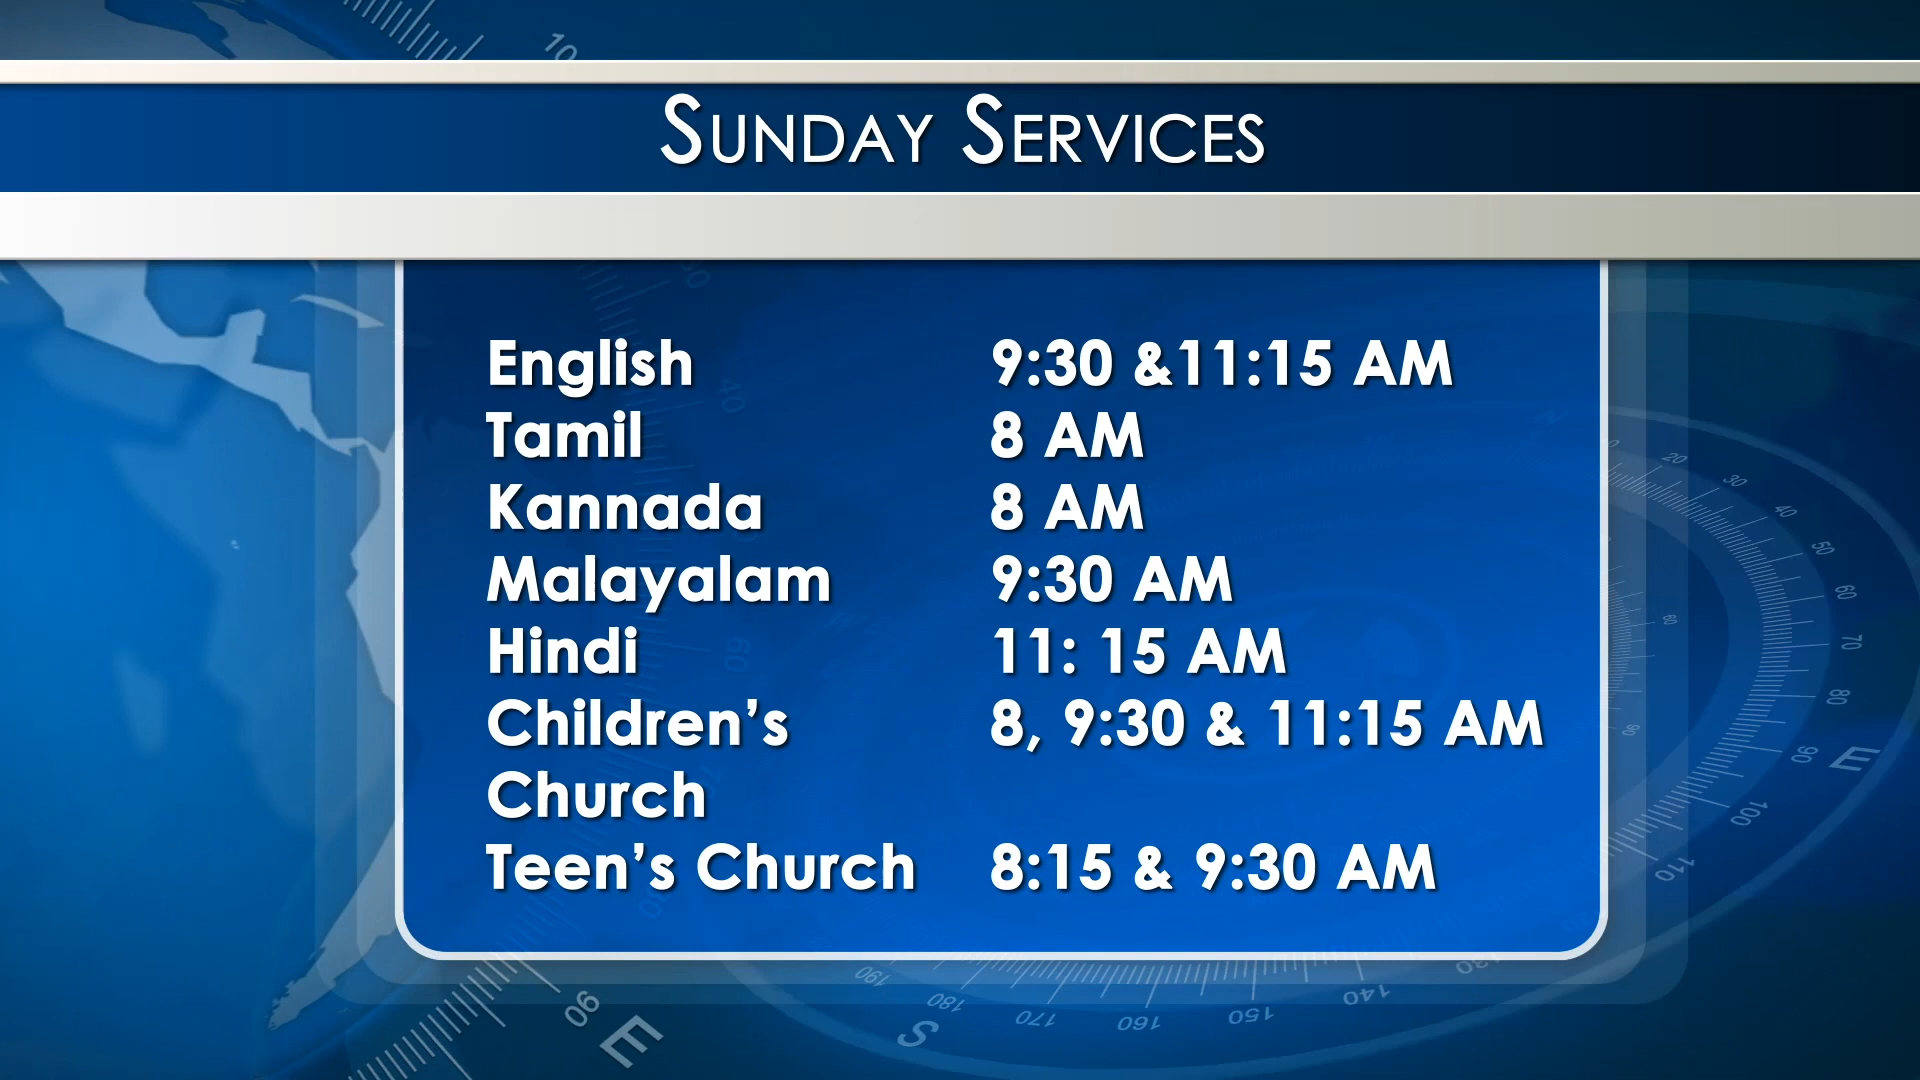 Sunday Services
English 9:30 &11:15 AM
Tamil 8 AM
Kannada 8 AM
Malayalam 9:30 AM
Hindi 11: 15 AM
Children’s 8, 9:30 & 11:15 AM
Church
Teen’s Church 8:15 & 9:30 AM